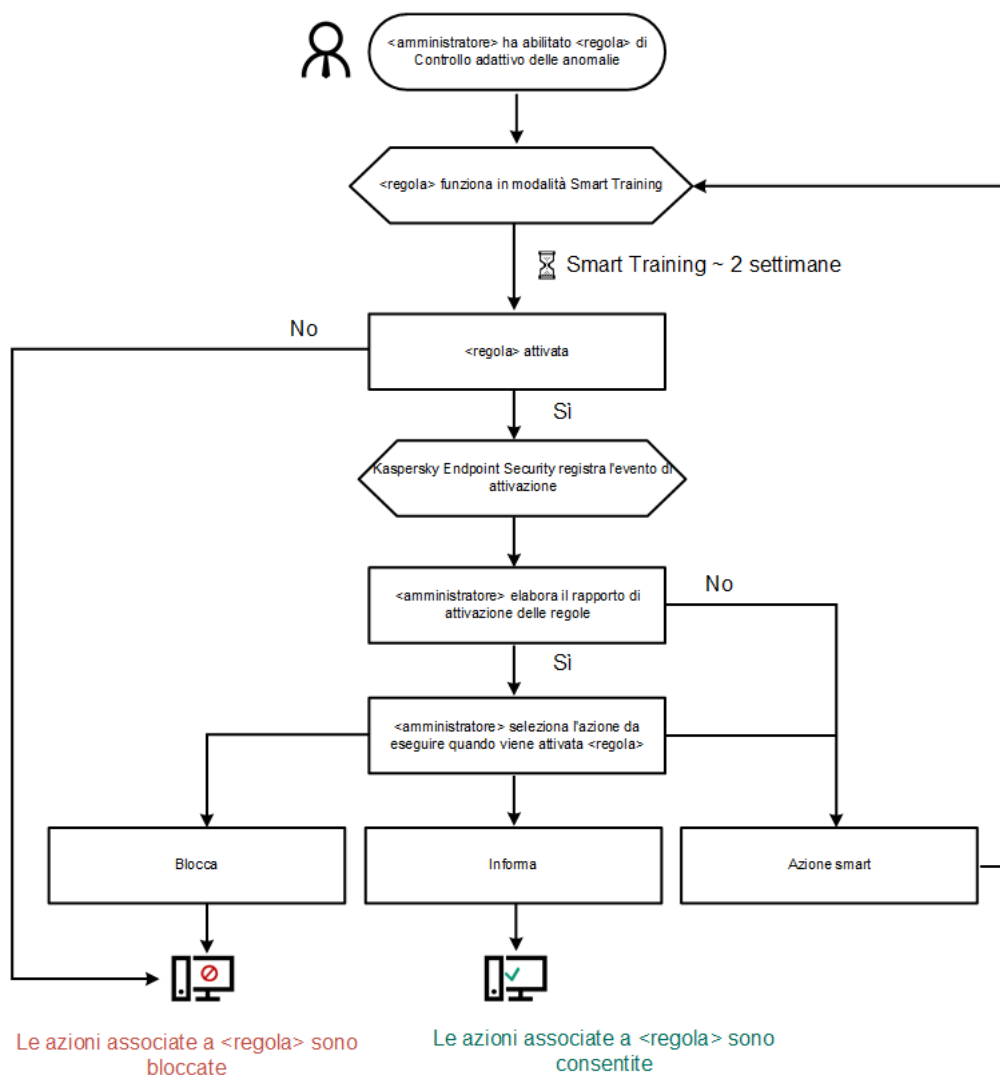 <amministratore> ha abilitato <regola> di
Controllo adattivo delle anomalie
<regola> funziona in modalità Smart Training
Smart Training ~ 2 settimane
No
<regola> attivata
Sì
Kaspersky Endpoint Security registra l'evento di
attivazione
<amministratore> elabora il rapporto di
attivazione delle regole
No
Sì
<amministratore> seleziona l'azione da
eseguire quando viene attivata <regola>
Blocca
Informa
Azione smart
Le azioni associate a <regola> sono
bloccate
Le azioni associate a <regola> sono
consentite